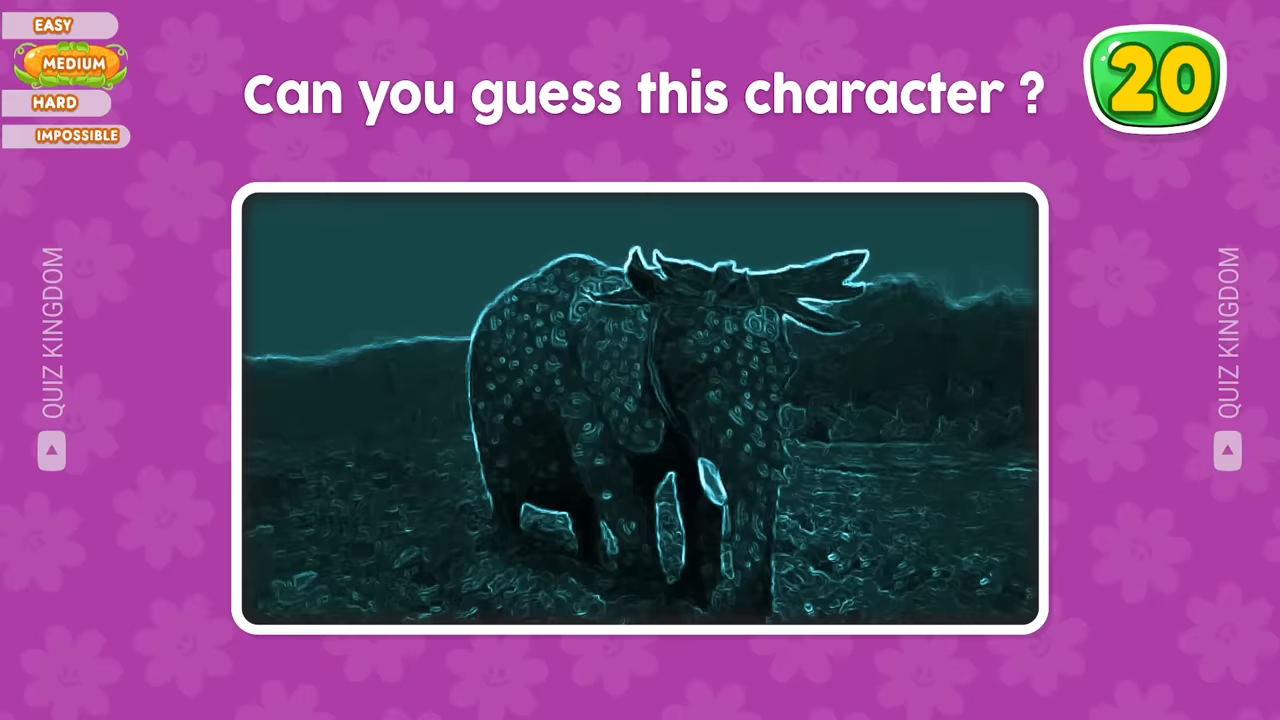 EASY
MEDIUM
HARD
IMPOSSIBLE
Can you guess this character ?
20
QUIZ KINGDOM
QUIZ KINGDOM